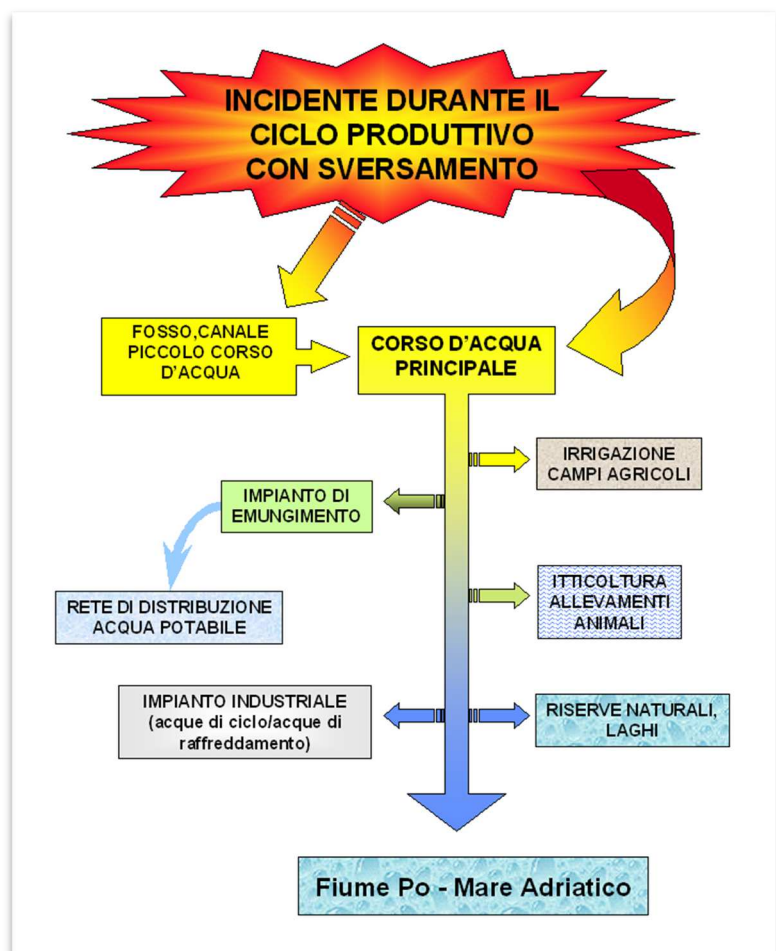 INCIDENTE DURANTE IL
CICLO PRODUTTIVO
CON SVERSAMENTO
FOSSO,CANALE
PICCOLO CORSO
D'ACQUA
CORSO D'ACQUA
PRINCIPALE
IRRIGAZIONE
CAMPI AGRICOLI
IMPIANTO DI
EMUNGIMENTO
ITTICOLTURA
ALLEVAMENTI
ANIMALI
RETE DI DISTRIBUZIONE
ACQUA POTABILE
IMPIANTO INDUSTRIALE
(acque di ciclo/acque di
raffreddamento)
RISERVE NATURALI,
LAGHI
Fiume Po - Mare Adriatico